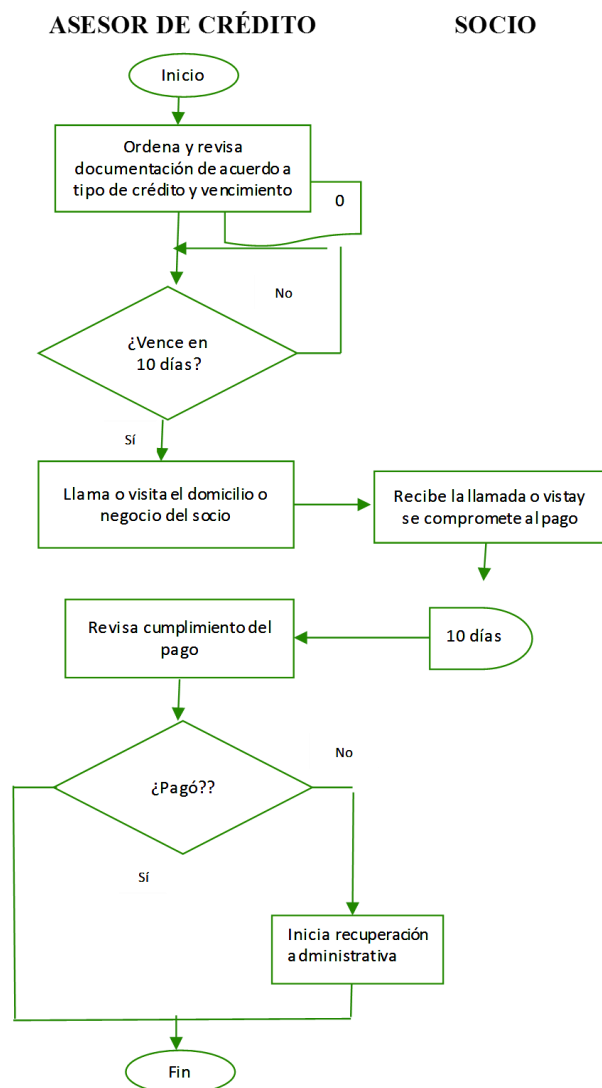 ASESOR DE CRÉDITO
SOCIO
Inicio
Ordena y revisa
documentación de acuerdo a
tipo de crédito y vencimiento
0
No
¿Vence en
10 días?
Sí
Llama o visita el domicilio o
negocio del socio
Recibe la llamada o vistay
se compromete al pago
10 días
Revisa cumplimiento del
pago
No
¿Pagó??
Sí
Inicia recuperación
administrativa
Fin